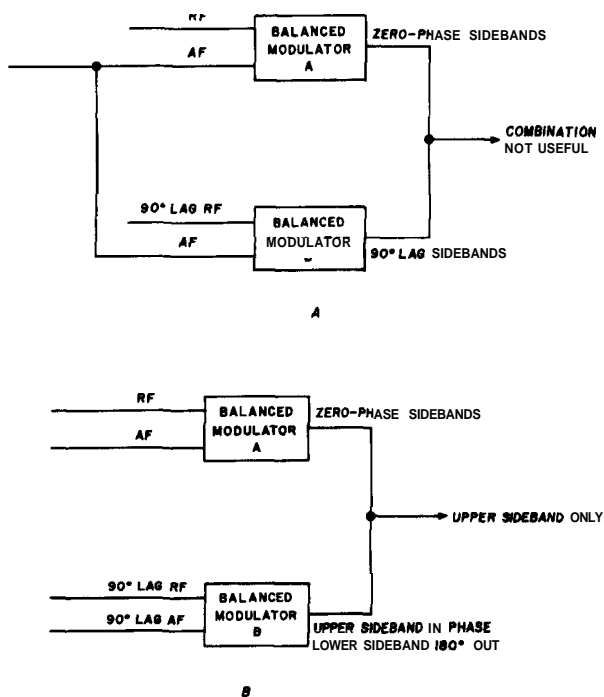 RF
ZERO-PHASE SIDEBANDS
BALANCED
MODULATOR
A
AF
COMBINATION
NOT USEFUL
90° LAG RF
BALANCED
MODULATOR
AF
90° LAG SIDEBANDS
A
RF
ZERO-PHASE SIDEBANDS
BALANCED
MODULATOR
A
AF
UPPER SIDEBAND ONLY
90° LAG RF
BALANCED
MODULATOR
B
90° LAG AF
UPPER SIDEBAND IN PHASE
LOWER SIDEBAND 180° OUT
B